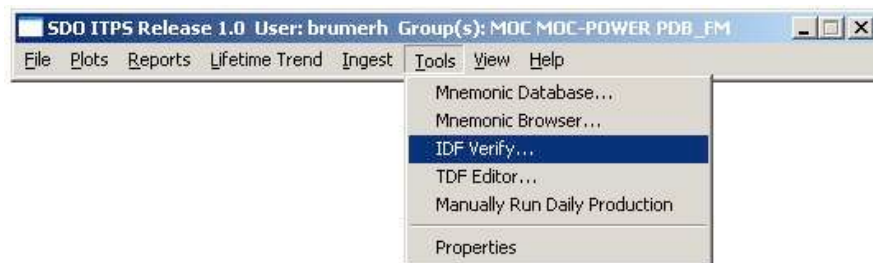 SDO ITPS Release 1.0 User: brumerh Group(s): MOC MOC-POWER PDB_FM
File Plots Reports Lifetime Trend Ingest Tools View Help
Mnemonic Database...
Mnemonic Browser...
IDF Verify...
TDF Editor...
Manually Run Daily Production
Properties